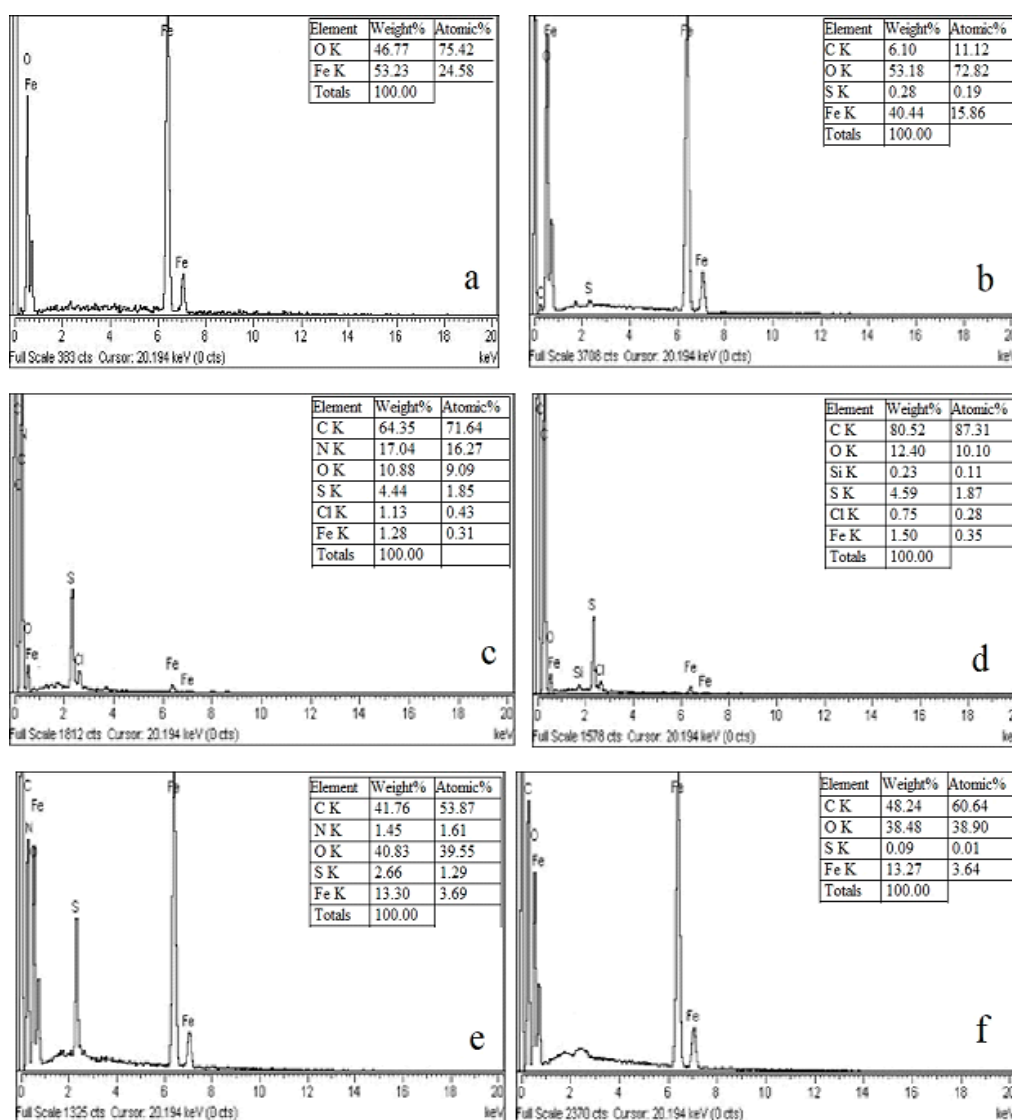 Element Weight% Atomic%
O K 46.77 75.42
Fe K 53.23 24.58
Totals 100.00
Fe
O
Fe
Fe
a
0 2 4 6 8 10 12 14 16 18 20
Full Scale 383 cts Cursor: 20.194 keV (0 cts) keV
Element Weight% Atomic%
C K 6.10 11.12
O K 53.18 72.82
S K 0.28 0.19
Fe K 40.44 15.86
Totals 100.00
Fe Fe
O
Fe
C S
b
0 2 4 6 8 10 12 14 16 18 20
Full Scale 3708 cts Cursor: 20.194 keV (0 cts) keV
Element Weight% Atomic%
C K 64.35 71.64
N K 17.04 16.27
O K 10.88 9.09
S K 4.44 1.85
Cl K 1.13 0.43
Fe K 1.28 0.31
Totals 100.00
N
S
O Cl
Fe Fe
Fe
c
0 2 4 6 8 10 12 14 16 18 20
Full Scale 1812 cts Cursor: 20.194 keV (0 cts) keV
Element Weight% Atomic%
C K 80.52 87.31
O K 12.40 10.10
Si K 0.23 0.11
S K 4.59 1.87
Cl K 0.75 0.28
Fe K 1.50 0.35
Totals 100.00
S
O
Fe Si Cl Fe
Fe
d
0 2 4 6 8 10 12 14 16 18 2
Full Scale 1578 cts Cursor: 20.194 keV (0 cts) keV
Element Weight% Atomic%
C K 41.76 53.87
N K 1.45 1.61
O K 40.83 39.55
S K 2.66 1.29
Fe K 13.30 3.69
Totals 100.00
C Fe
Fe
N O
S
Fe
e
0 2 4 6 8 10 12 14 16 18 20
Full Scale 1325 cts Cursor: 20.194 keV (0 cts) keV
Element Weight% Atomic%
C K 48.24 60.64
O K 38.48 38.90
S K 0.09 0.01
Fe K 13.27 3.64
Totals 100.00
C Fe
O
Fe
Fe
f
0 2 4 6 8 10 12 14 16 18 20
Full Scale 2370 cts Cursor: 20.194 keV (0 cts) keV